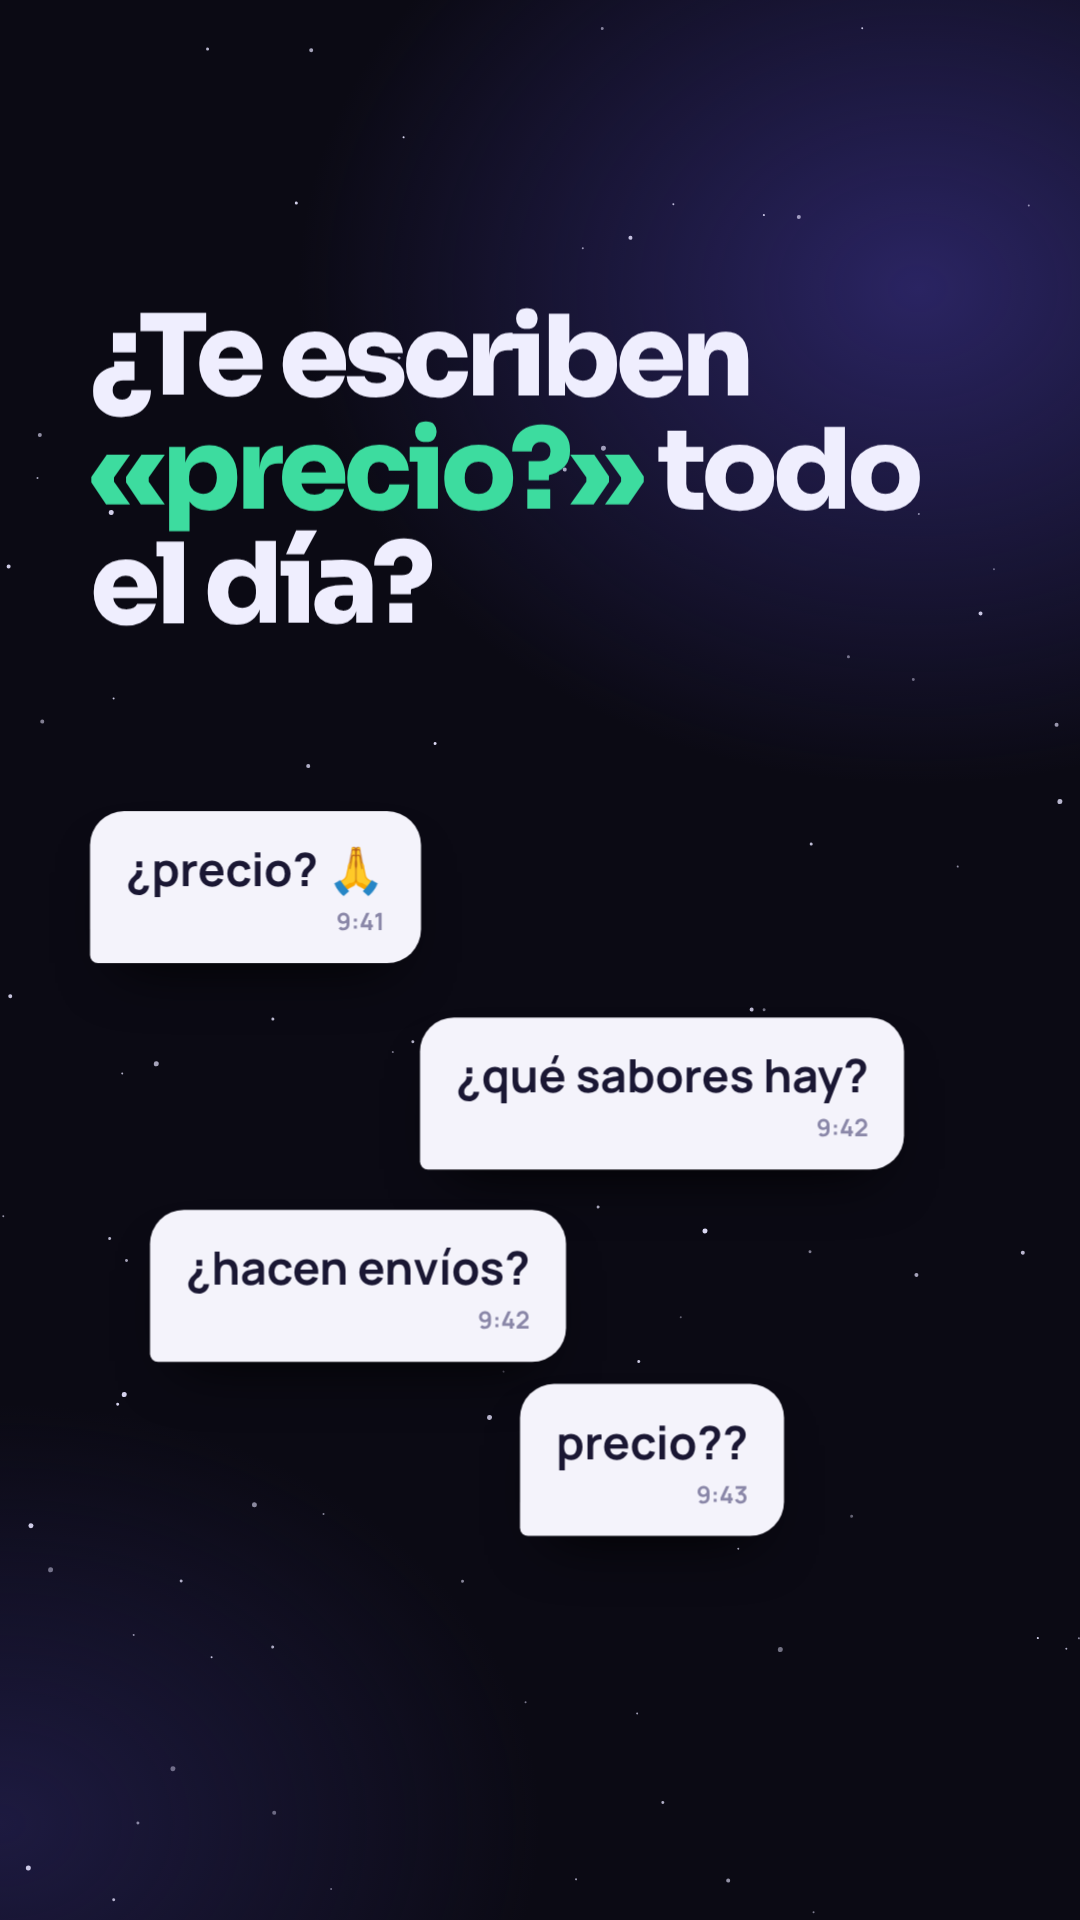 ¿Te escriben
«precio?» todo
el día?
¿precio? 🙏
9:41
¿qué sabores hay?
9:42
¿hacen envíos?
9:42
precio??
9:43